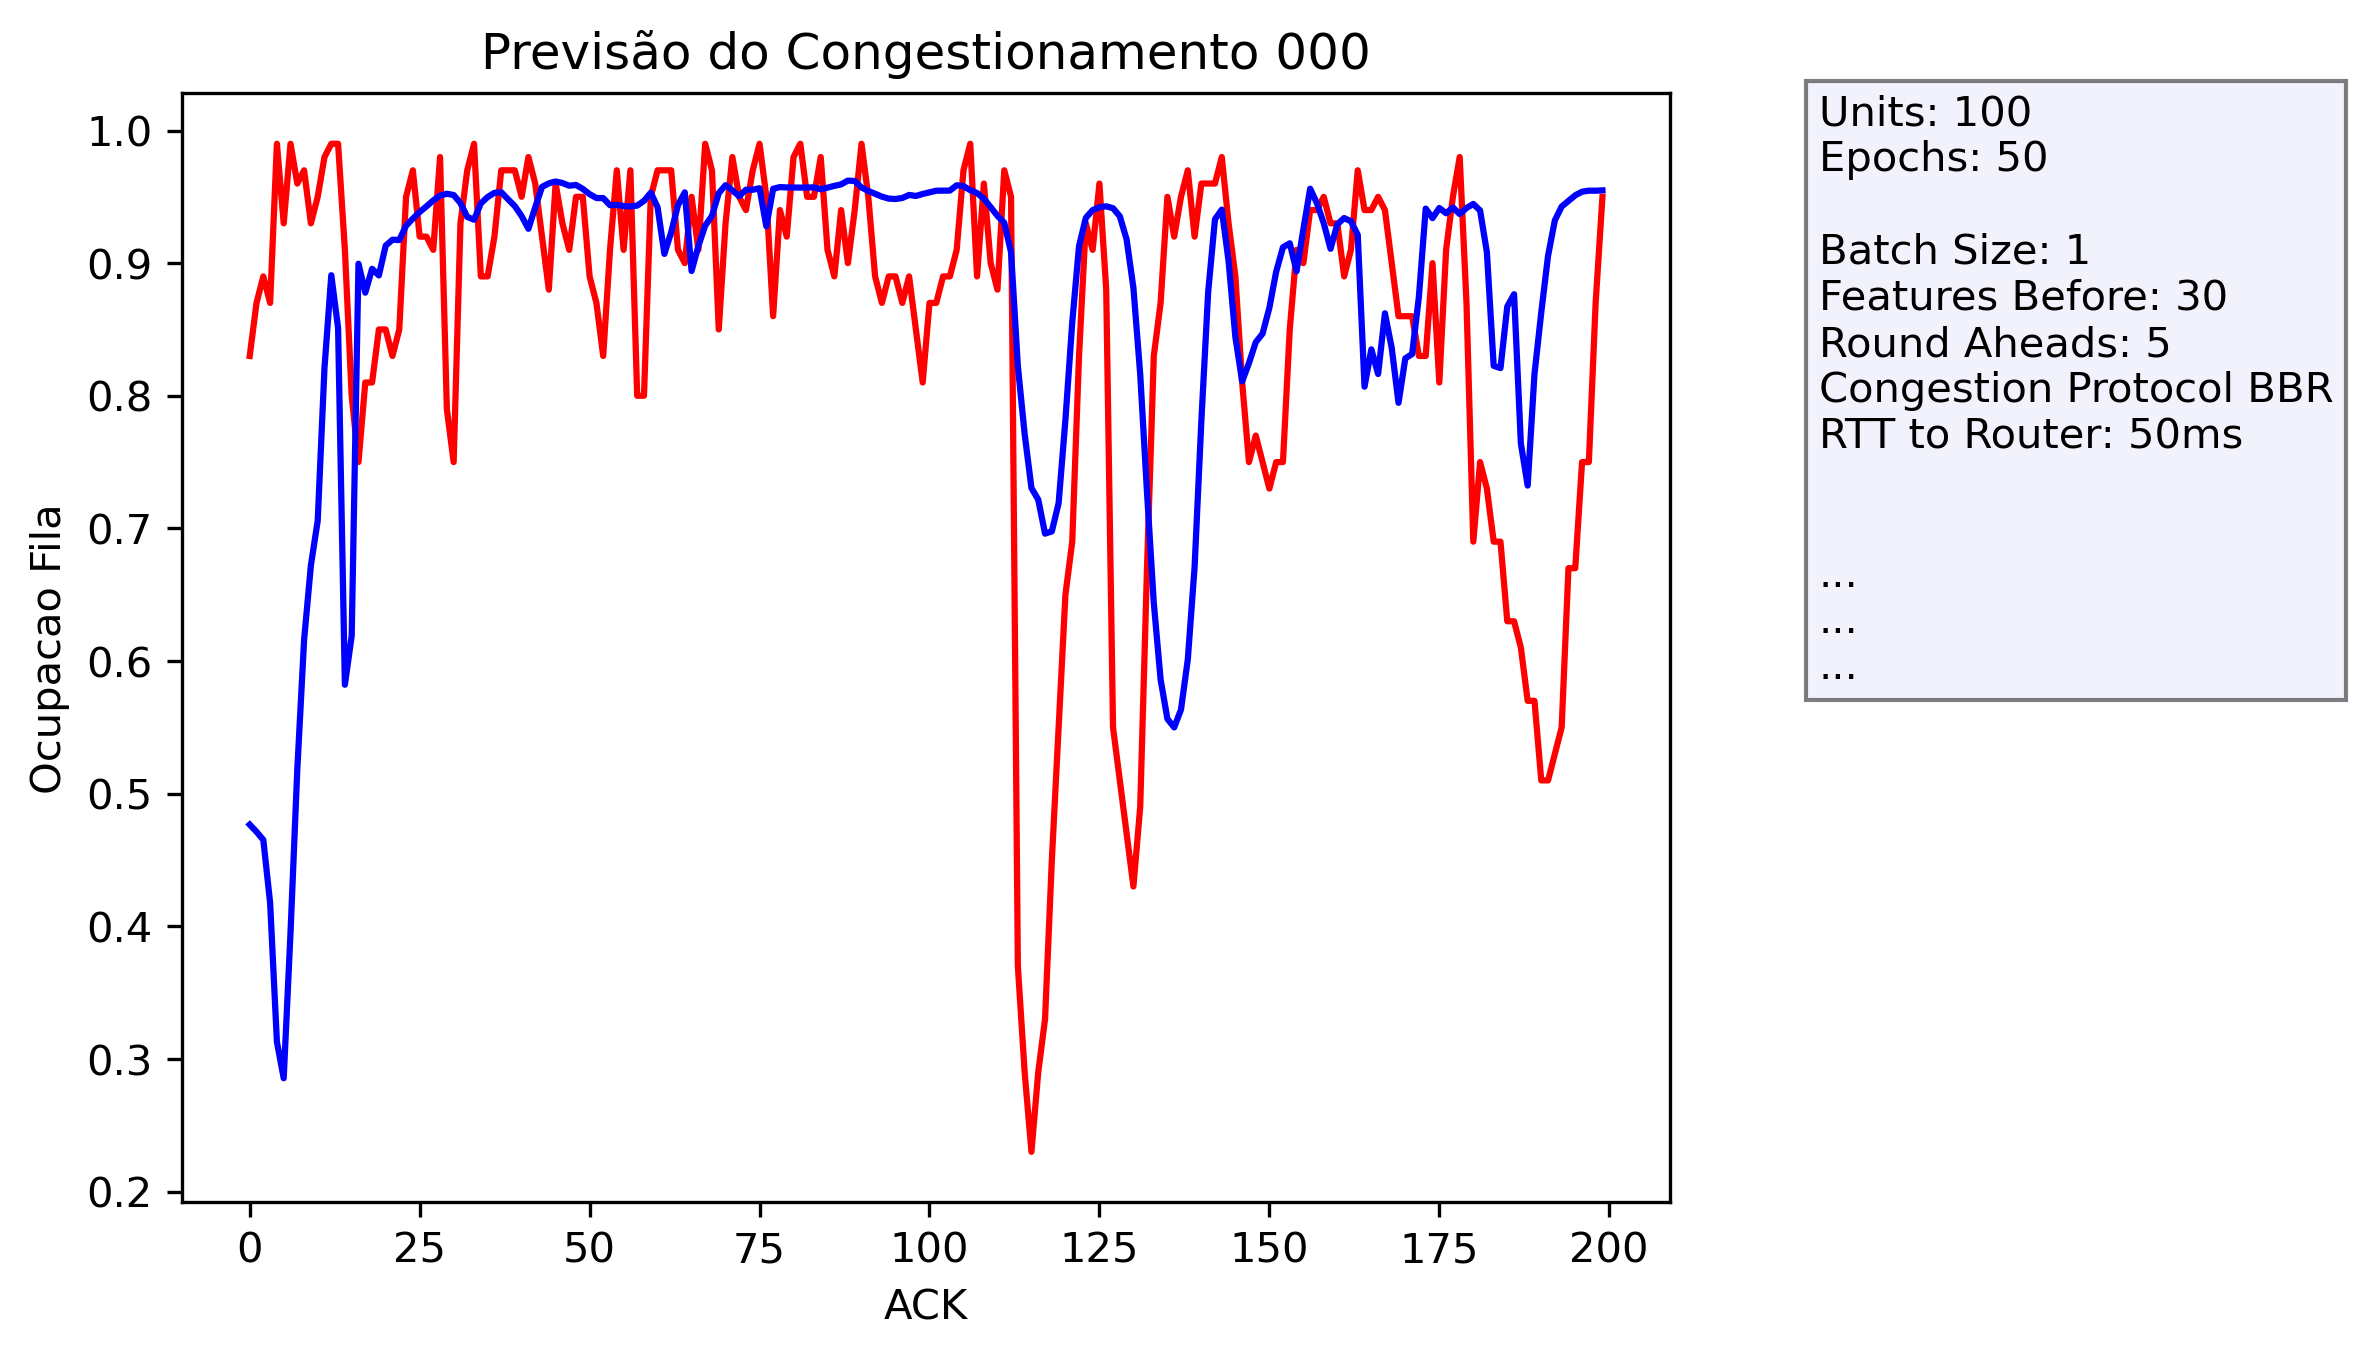 Previsão do Congestionamento 000
Units: 100
Epochs: 50
Batch Size: 1
Features Before: 30
Round Aheads: 5
Congestion Protocol BBR
RTT to Router: 50ms
...
...
...
Ocupacao Fila
1.0
0.9
0.8
0.7
0.6
0.5
0.4
0.3
0.2
0 25 50 75 100 125 150 175 200
ACK